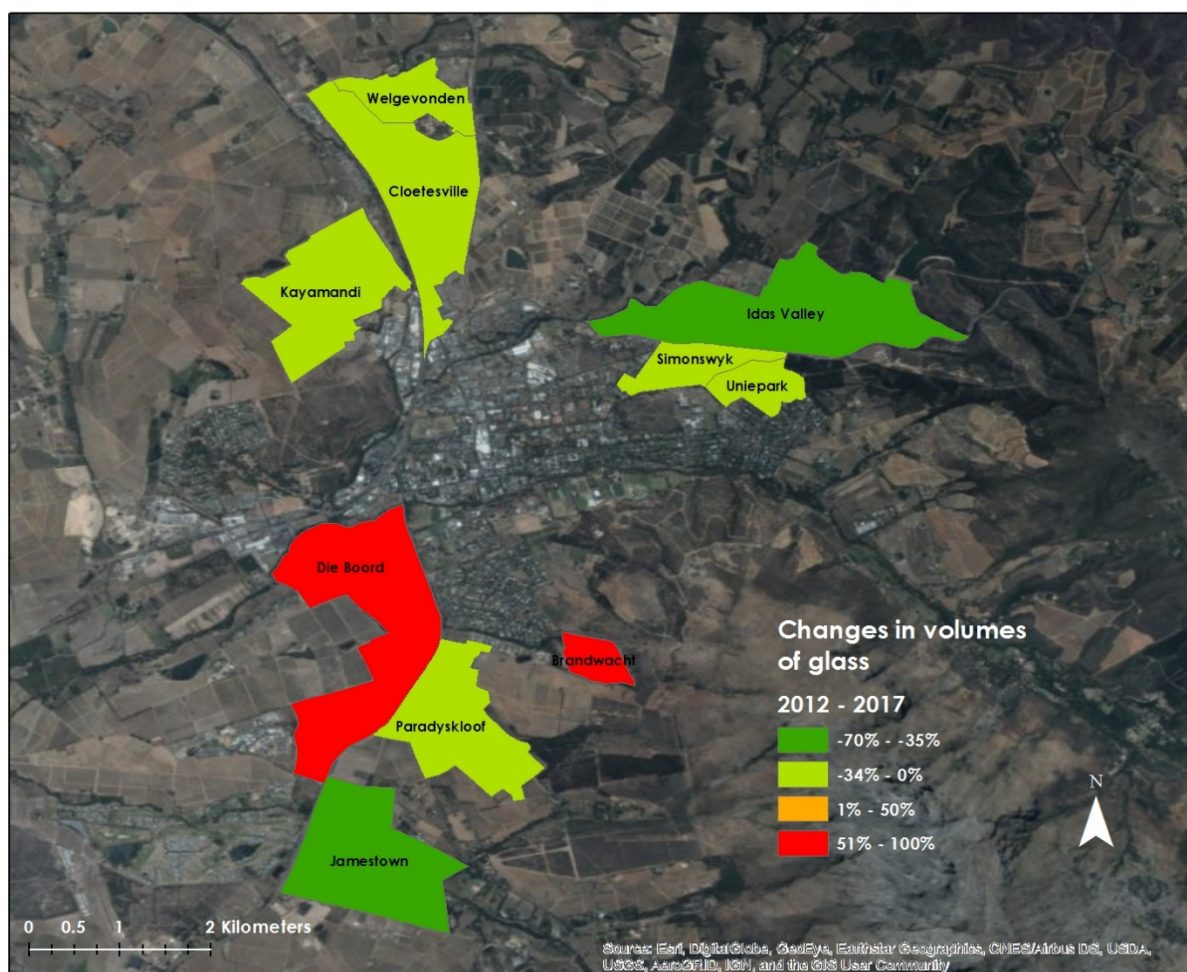 Welgevonden
Cloetesville
Kayamandi
Idas Valley
Simonswyk
Uniepark
Die Boord
Brandwacht
Paradyskloof
Jamestown
Changes in volumes
of glass
2012 - 2017
-70% - -35%
-34% - 0%
1% - 50%
51% - 100%
N
0 0.5 1 2 Kilometers
Source: Esri, DigitalGlobe, GeoEye, Earthstar Geographics, CNES/Airbus DS, USDA,
USGS, AeroGRID, IGN, and the GIS User Community